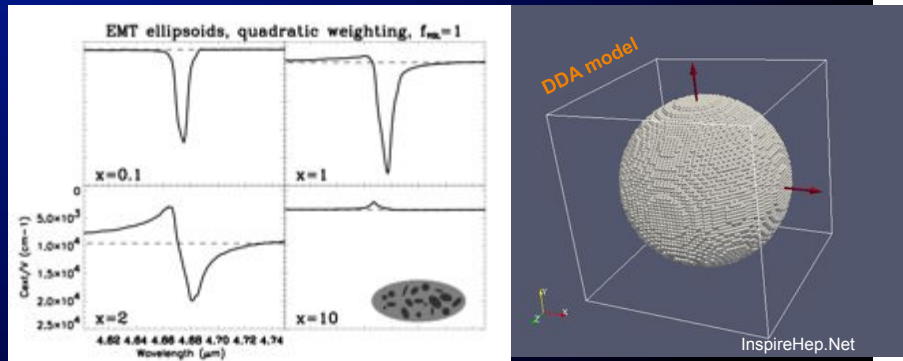 EMT ellipsoids, quadratic weighting, f =1
x=0.1
x=1
0
5.0×10³
1.0×10⁴
1.5×10⁴
2.0×10⁴
2.5×10⁴
Cext/V (cm⁻¹)
x=2
x=10
4.62 4.64 4.66 4.68 4.70 4.72 4.74
Wavelength (μm)
DDA model
Y
Z
X
InspireHep.Net